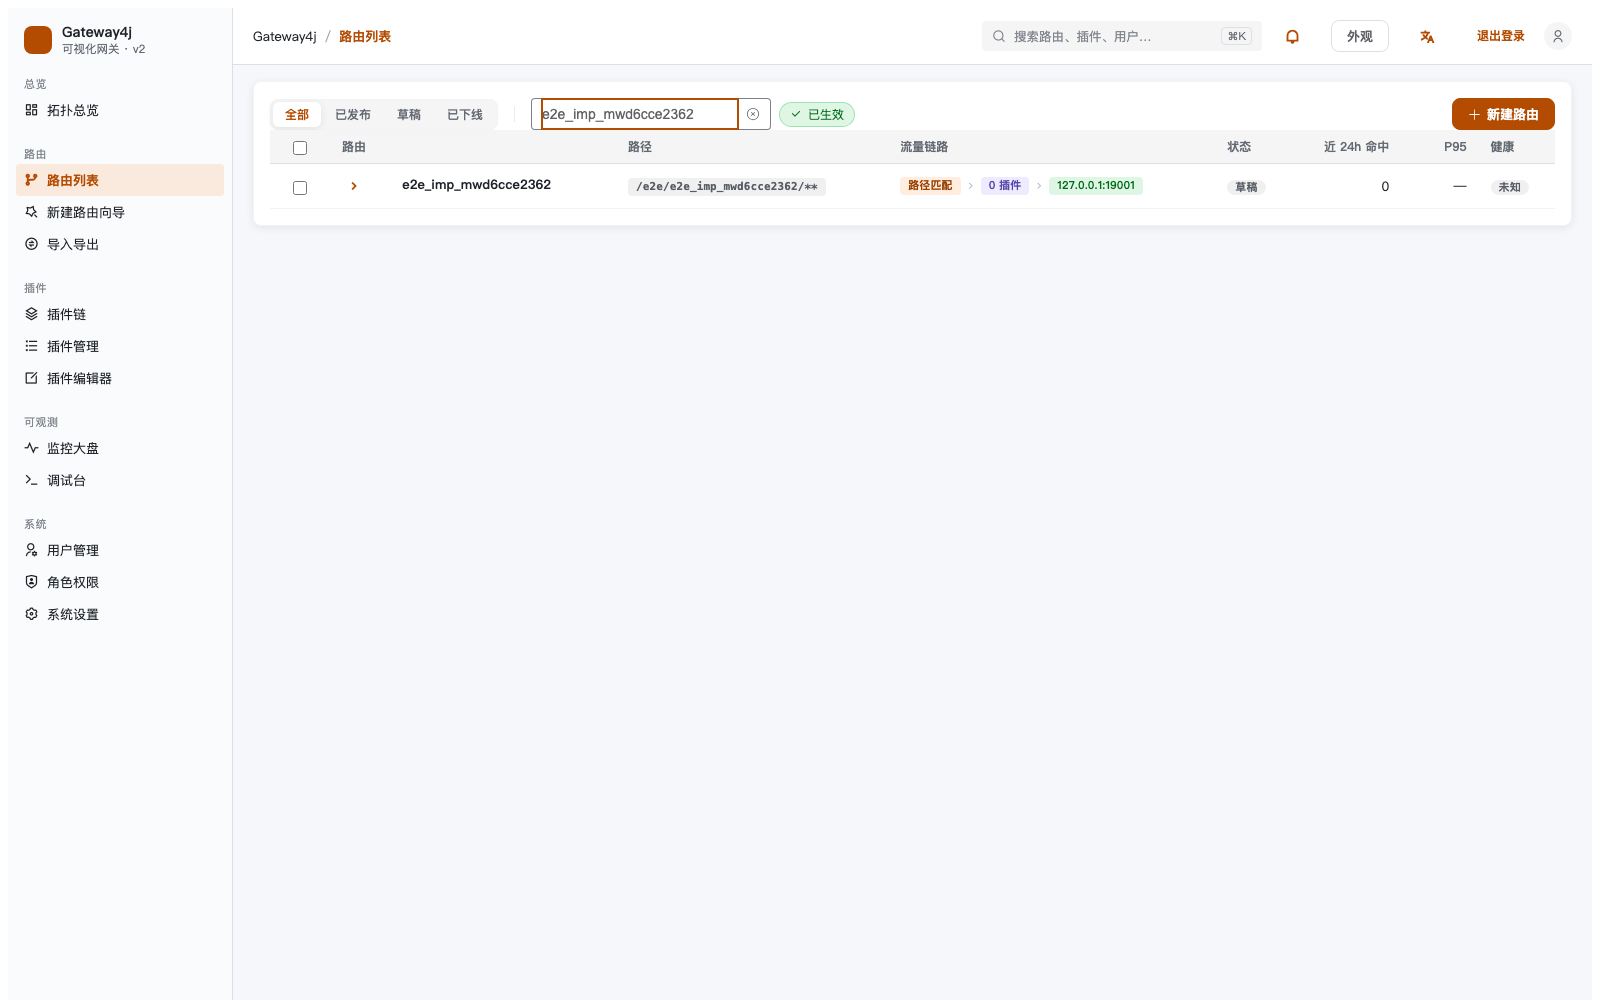 Gateway4j
可视化网关 · v2
总览
拓扑总览
路由
路由列表
新建路由向导
导入导出
插件
插件链
插件管理
插件编辑器
可观测
监控大盘
调试台
系统
用户管理
角色权限
系统设置
Gateway4j / 路由列表
搜索路由、插件、用户... ⌘K
外观
退出登录
全部 已发布 草稿 已下线
e2e_imp_mwd6cce2362
已生效
新建路由
路由 路径 流量链路 状态 近 24h 命中 P95 健康
e2e_imp_mwd6cce2362 /e2e/e2e_imp_mwd6cce2362/** 路径匹配 0 插件 127.0.0.1:19001 草稿 0 — 未知